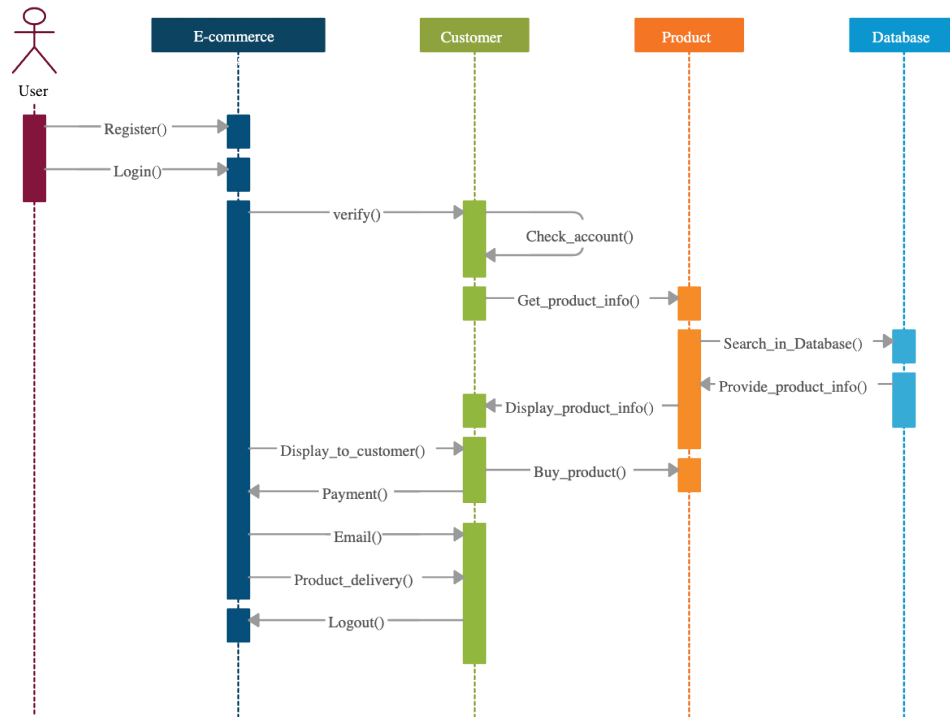 E-commerce
Customer
Product
Database
User
Register()
Login()
verify()
Check_account()
Get_product_info()
Search_in_Database()
Provide_product_info()
Display_product_info()
Display_to_customer()
Buy_product()
Payment()
Email()
Product_delivery()
Logout()